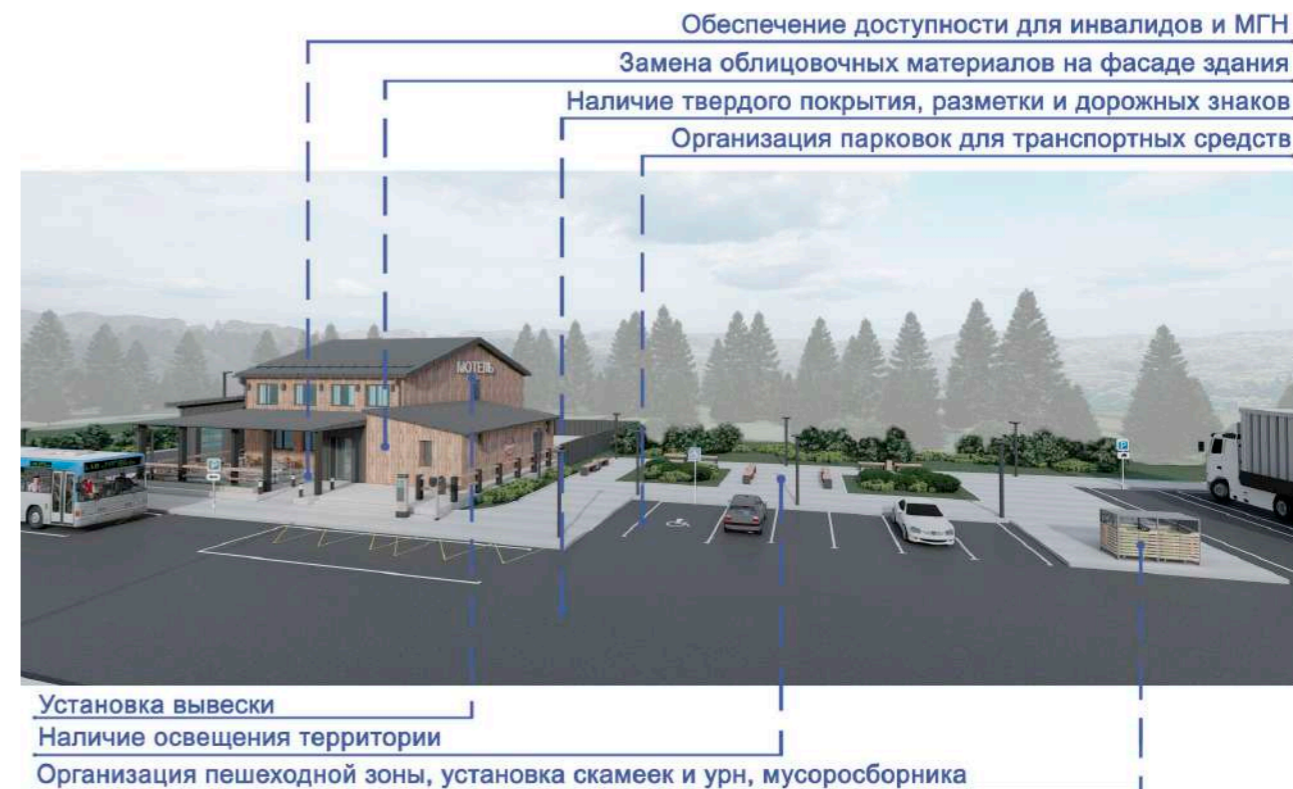 Обеспечение доступности для инвалидов и МГН
Замена облицовочных материалов на фасаде здания
Наличие твердого покрытия, разметки и дорожных знаков
Организация парковок для транспортных средств
МОТЕЛЬ
P
P
Установка вывески
Наличие освещения территории
Организация пешеходной зоны, установка скамеек и урн, мусоросборника